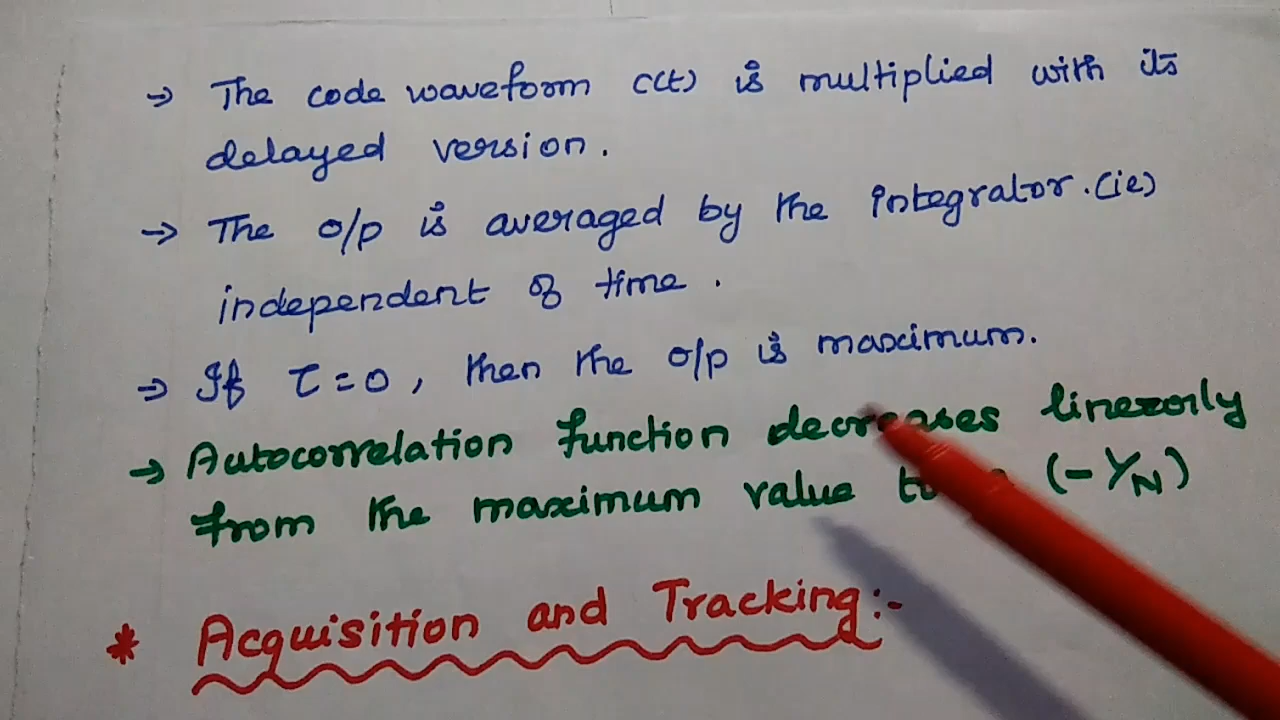 → The code waveform c(t) is multiplied with its
delayed version.
→ The o/p is averaged by the integrator. (ie)
independent of time.
→ If τ = 0, then the o/p is maximum.
→ Autocorrelation function decreases linearly
from the maximum value to (-1/N)
* Acquisition and Tracking:-